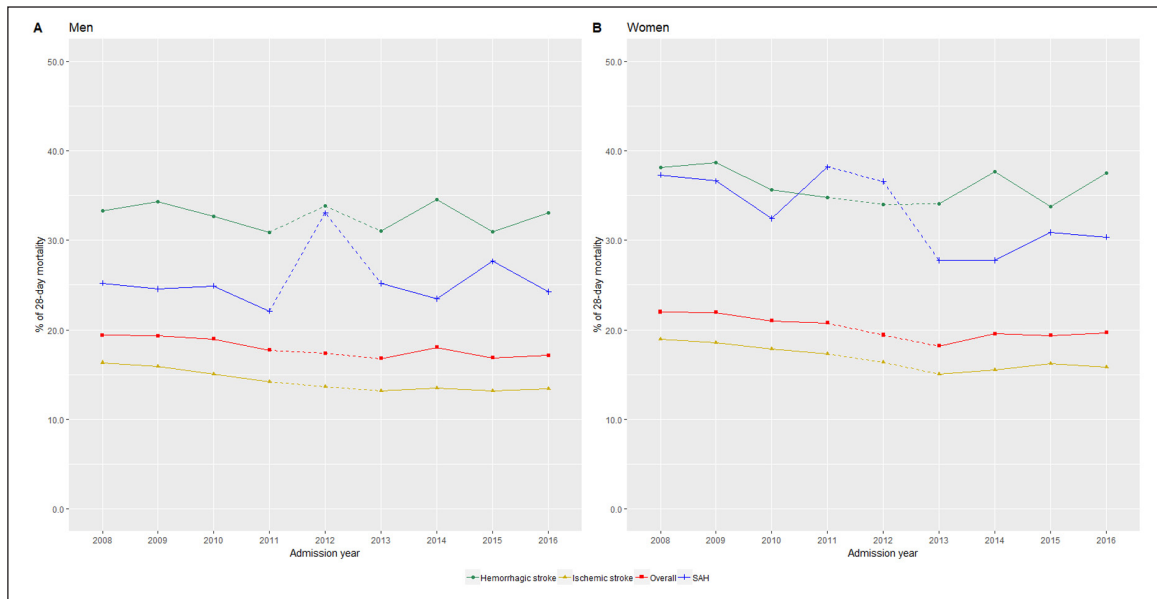 A Men
50.0
40.0
30.0
20.0
10.0
0.0
% of 28-day mortality
2008 2009 2010 2011 2012 2013 2014 2015 2016
Admission year
B Women
50.0
40.0
30.0
20.0
10.0
0.0
% of 28-day mortality
2008 2009 2010 2011 2012 2013 2014 2015 2016
Admission year
Hemorrhagic stroke Ischemic stroke Overall SAH